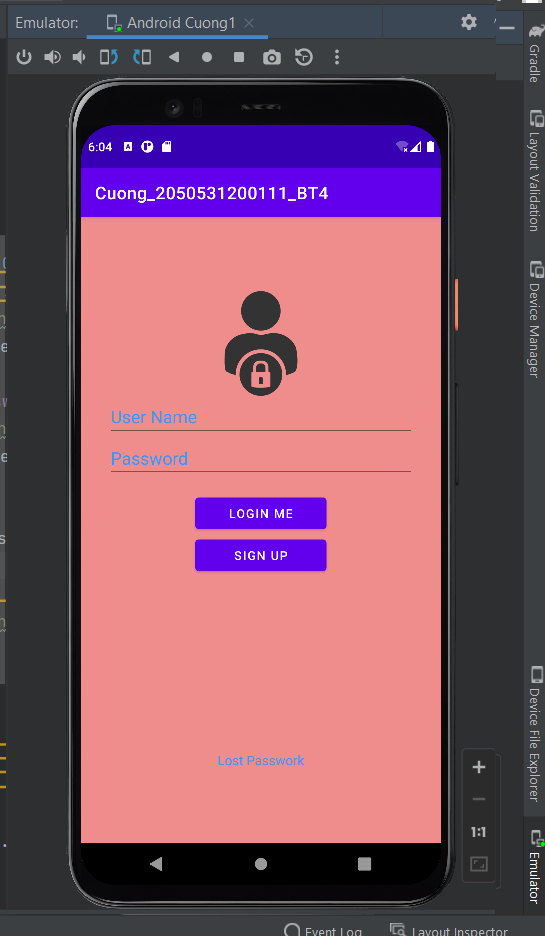 Emulator: Android Cuong1
Gradle
Layout Validation
Device Manager
6:04
Cuong_2050531200111_BT4
User Name
Password
LOGIN ME
SIGN UP
Lost Passwork
Device File Explorer
1:1
Emulator
Event Log Layout Inspector